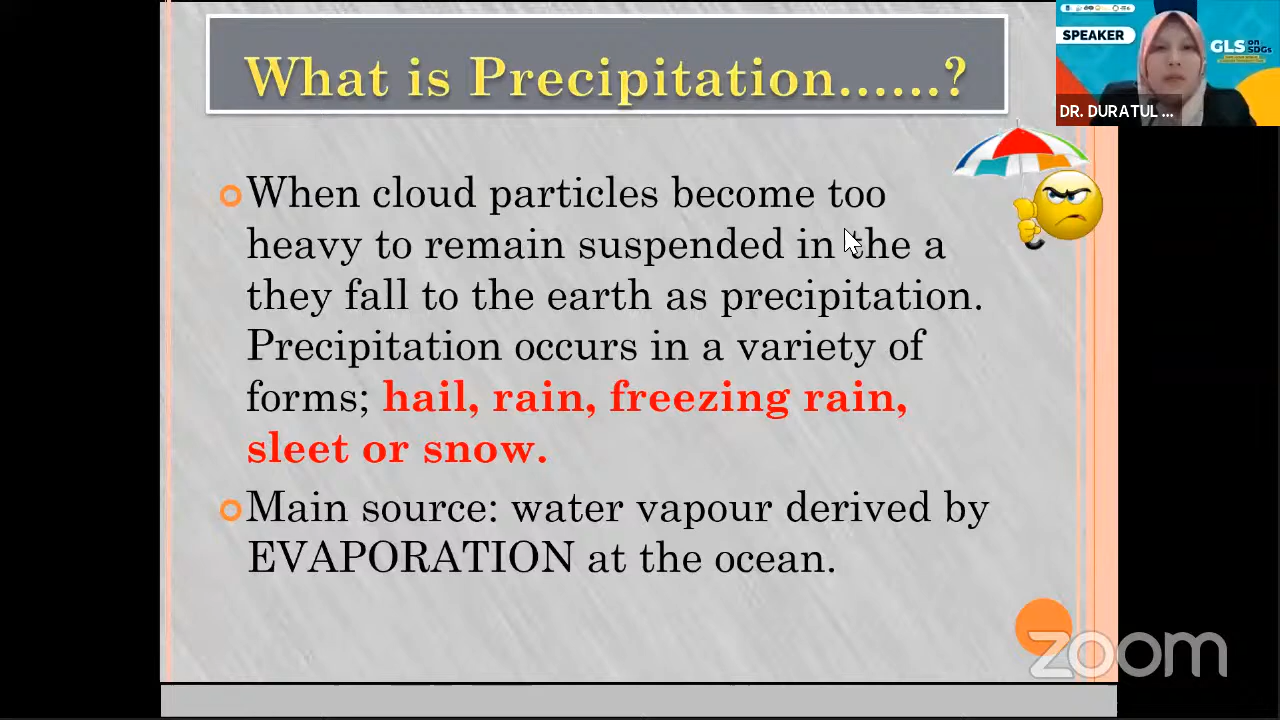 What is Precipitation......?
SPEAKER
GLS on SDGs
DR. DURATUL ...
When cloud particles become too
heavy to remain suspended in the a
they fall to the earth as precipitation.
Precipitation occurs in a variety of
forms; hail, rain, freezing rain,
sleet or snow.
Main source: water vapour derived by
EVAPORATION at the ocean.
zoom